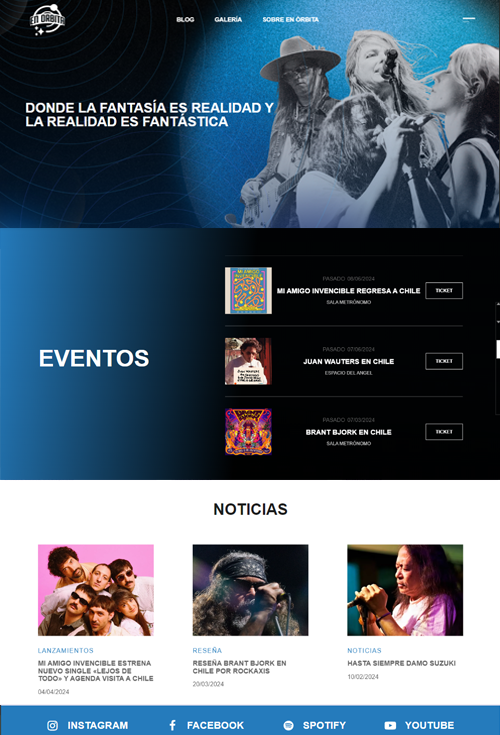 EN ÓRBITA
BLOG
GALERÍA
SOBRE EN ÓRBITA
DONDE LA FANTASÍA ES REALIDAD Y
LA REALIDAD ES FANTÁSTICA
EVENTOS
PASADO 08/06/2024
MI AMIGO INVENCIBLE REGRESA A CHILE
SALA METRÓNOMO
TICKET
PASADO 07/06/2024
JUAN WAUTERS EN CHILE
ESPACIO DEL ANGEL
TICKET
PASADO 07/03/2024
BRANT BJORK EN CHILE
SALA METRÓNOMO
TICKET
NOTICIAS
LANZAMIENTOS
MI AMIGO INVENCIBLE ESTRENA
NUEVO SINGLE «LEJOS DE
TODO» Y AGENDA VISITA A CHILE
04/04/2024
RESEÑA
RESEÑA BRANT BJORK EN
CHILE POR ROCKAXIS
20/03/2024
NOTICIAS
HASTA SIEMPRE DAMO SUZUKI
10/02/2024
INSTAGRAM
FACEBOOK
SPOTIFY
YOUTUBE